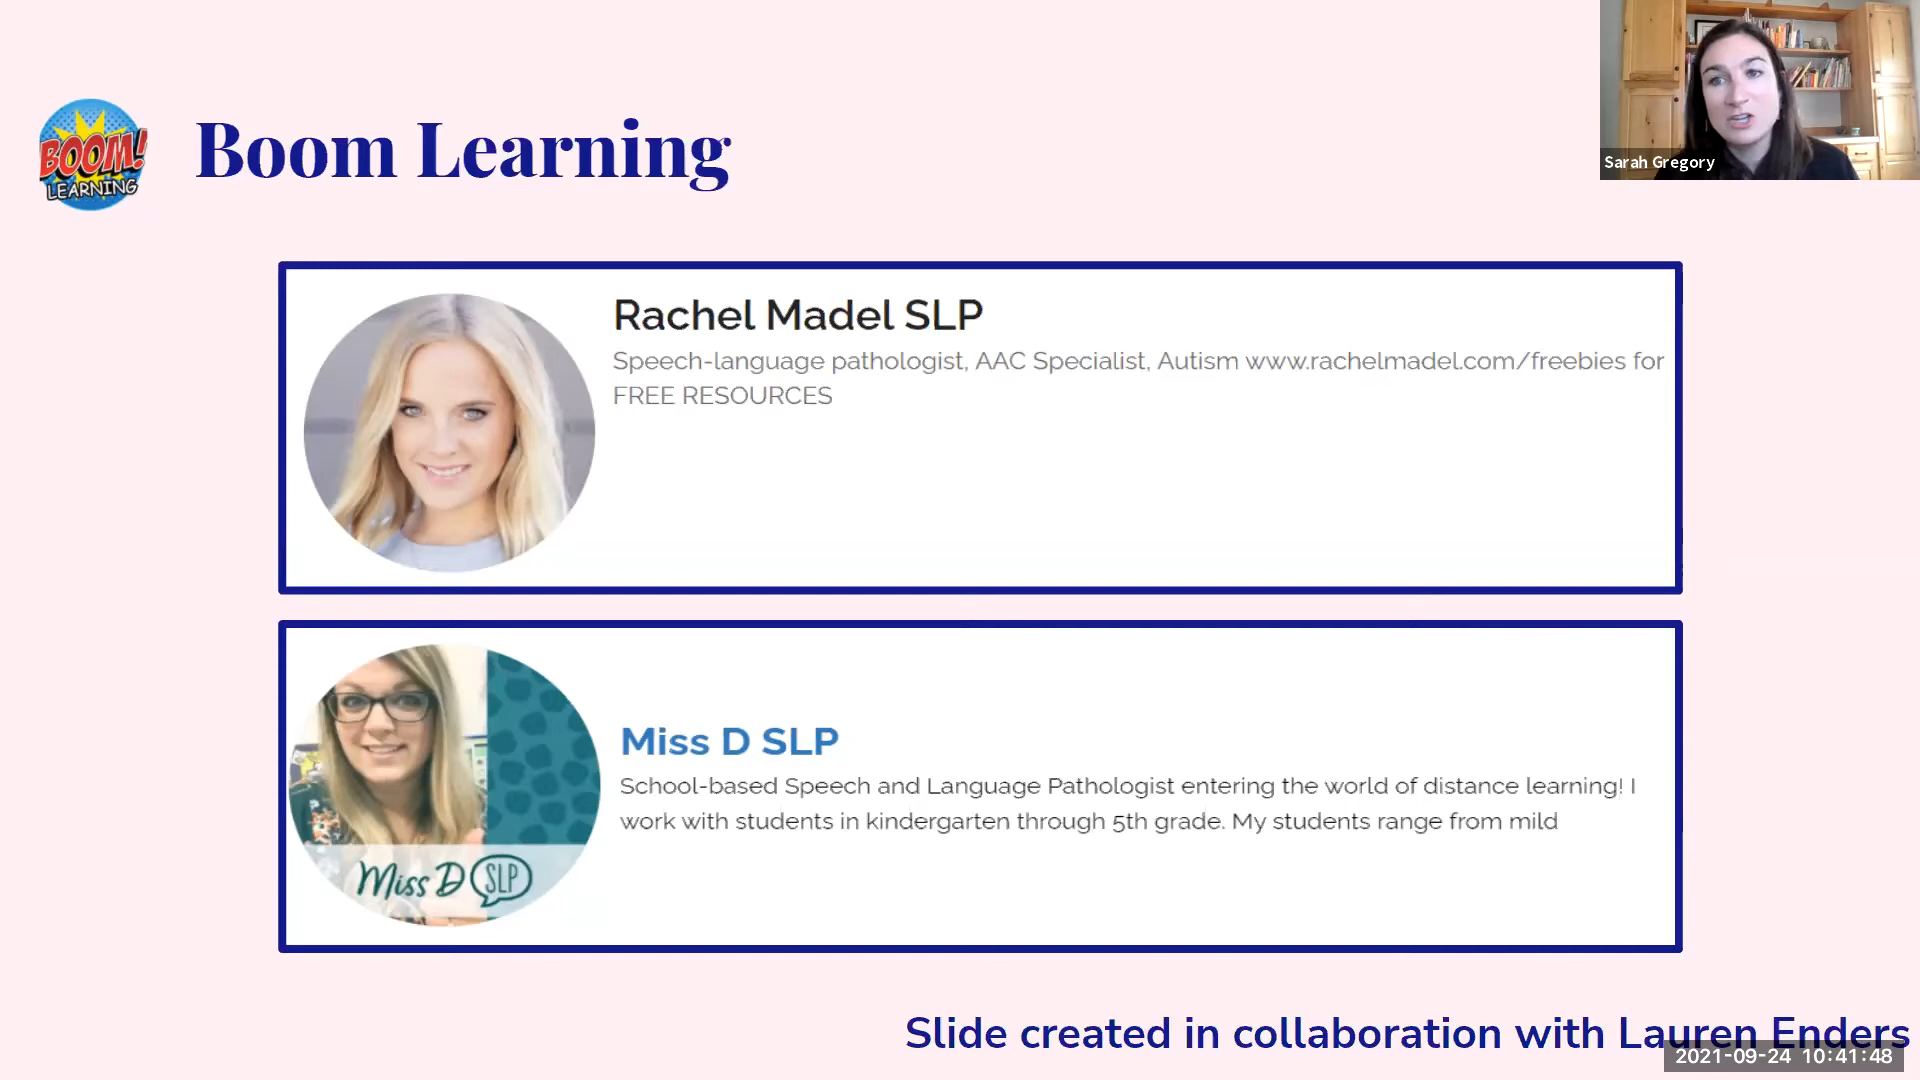 Sarah Gregory
BOOM!
LEARNING
Boom Learning
Rachel Madel SLP
Speech-language pathologist, AAC Specialist, Autism www.rachelmadel.com/freebies for
FREE RESOURCES
Miss D SLP
Miss D SLP
School-based Speech and Language Pathologist entering the world of distance learning! I
work with students in kindergarten through 5th grade. My students range from mild
Slide created in collaboration with Lauren Enders
2021-09-24 10:41:48